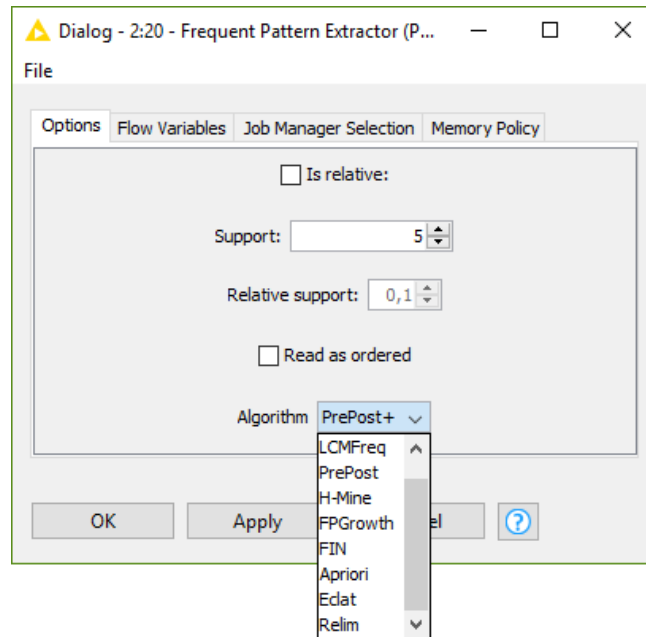 Dialog - 2:20 - Frequent Pattern Extractor (P...
File
Options Flow Variables Job Manager Selection Memory Policy
Is relative:
Support: 5
Relative support: 0,1
Read as ordered
Algorithm PrePost+
LCMFreq
PrePost
H-Mine
FPGrowth
FIN
Apriori
Eclat
Relim
OK Apply el ?